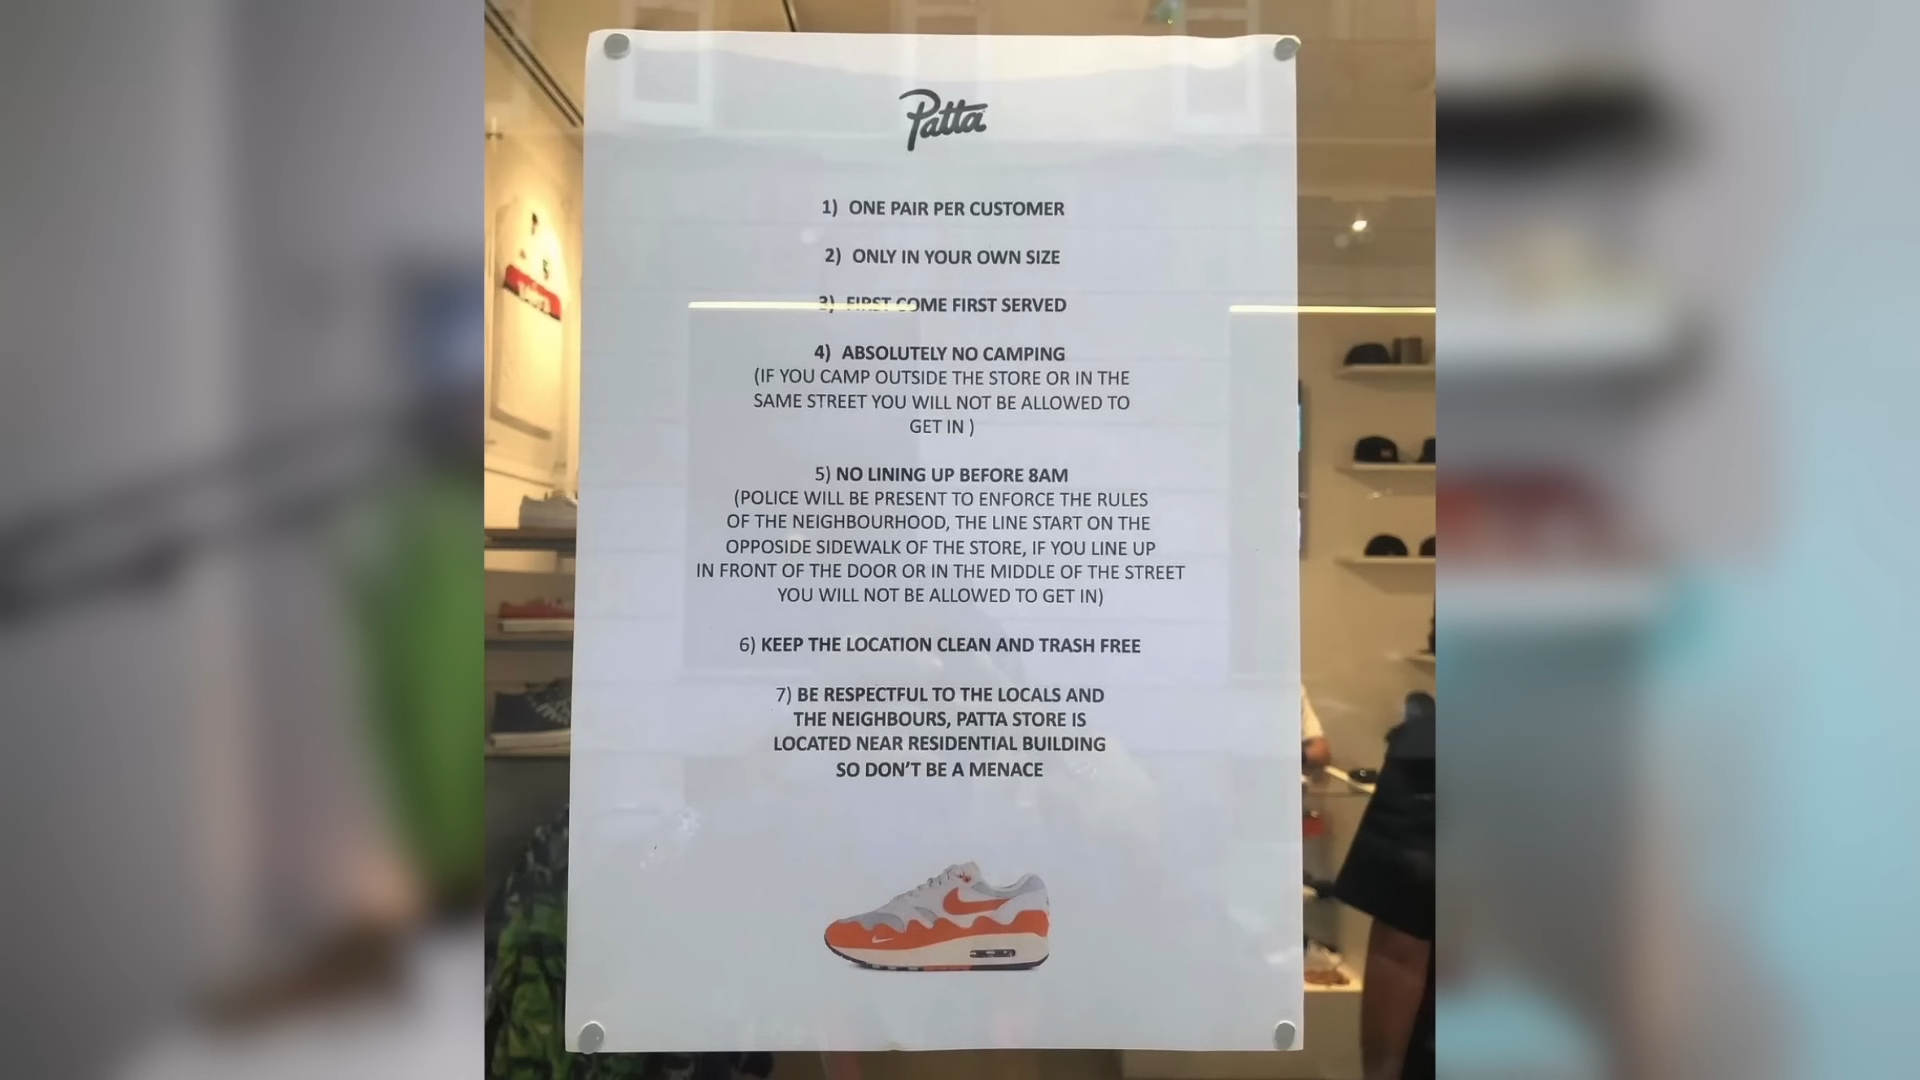 Patta
1) ONE PAIR PER CUSTOMER
2) ONLY IN YOUR OWN SIZE
3) FIRST COME FIRST SERVED
4) ABSOLUTELY NO CAMPING
(IF YOU CAMP OUTSIDE THE STORE OR IN THE
SAME STREET YOU WILL NOT BE ALLOWED TO
GET IN )
5) NO LINING UP BEFORE 8AM
(POLICE WILL BE PRESENT TO ENFORCE THE RULES
OF THE NEIGHBOURHOOD, THE LINE START ON THE
OPPOSIDE SIDEWALK OF THE STORE, IF YOU LINE UP
IN FRONT OF THE DOOR OR IN THE MIDDLE OF THE STREET
YOU WILL NOT BE ALLOWED TO GET IN)
6) KEEP THE LOCATION CLEAN AND TRASH FREE
7) BE RESPECTFUL TO THE LOCALS AND
THE NEIGHBOURS, PATTA STORE IS
LOCATED NEAR RESIDENTIAL BUILDING
SO DON'T BE A MENACE